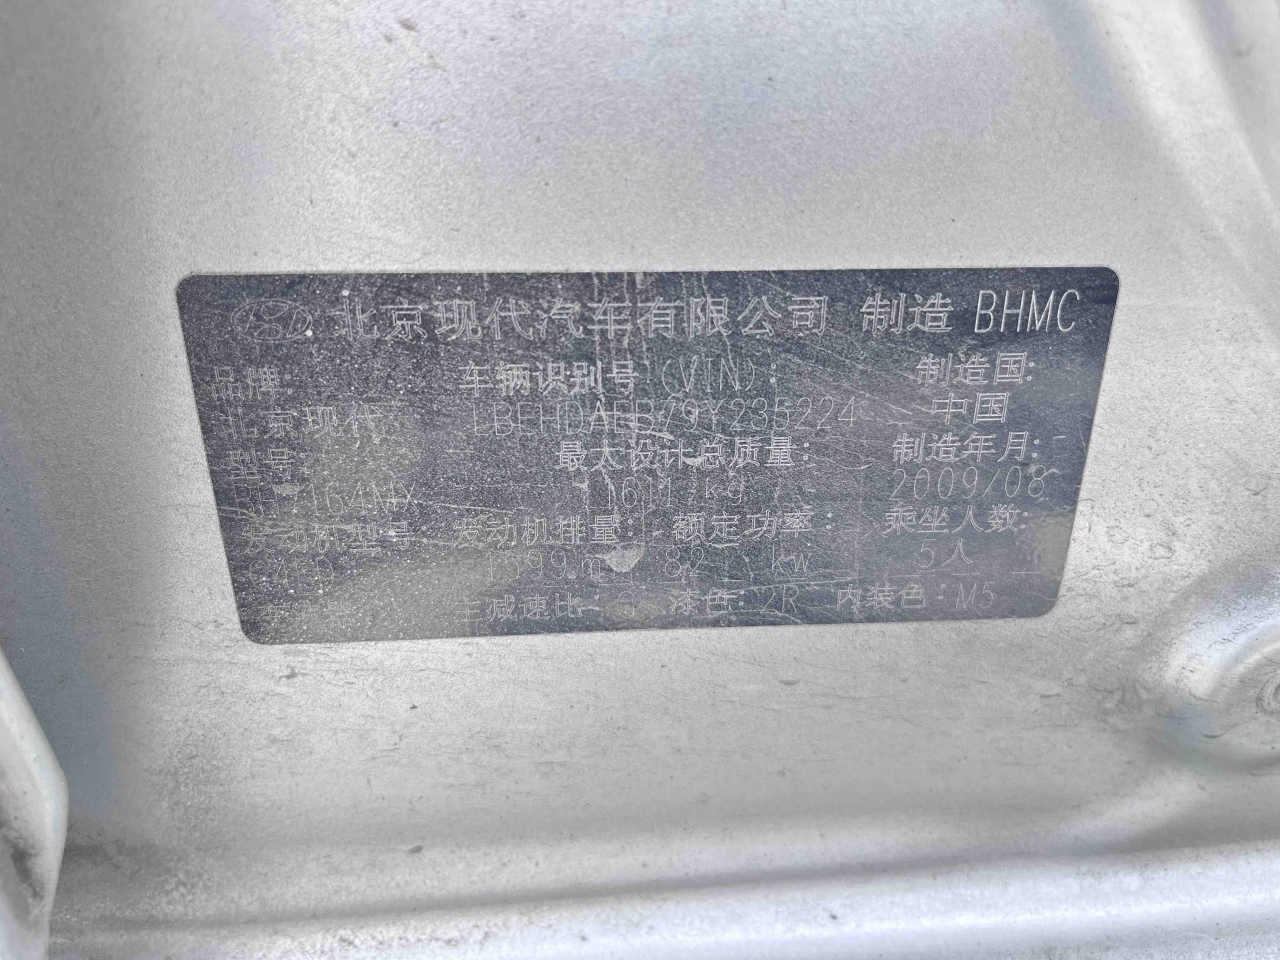 北京现代汽车有限公司 制造 BHMC
品牌: 车辆识别号 (VIN): 制造国:
北京现代 中国
型号: 最大设计总质量: 制造年月:
1611 kg 2009/08
发动机型号 发动机排量: 额定功率: 乘坐人数:
82 kw 5人
主减速比: 漆色: 2R 内装色: M5